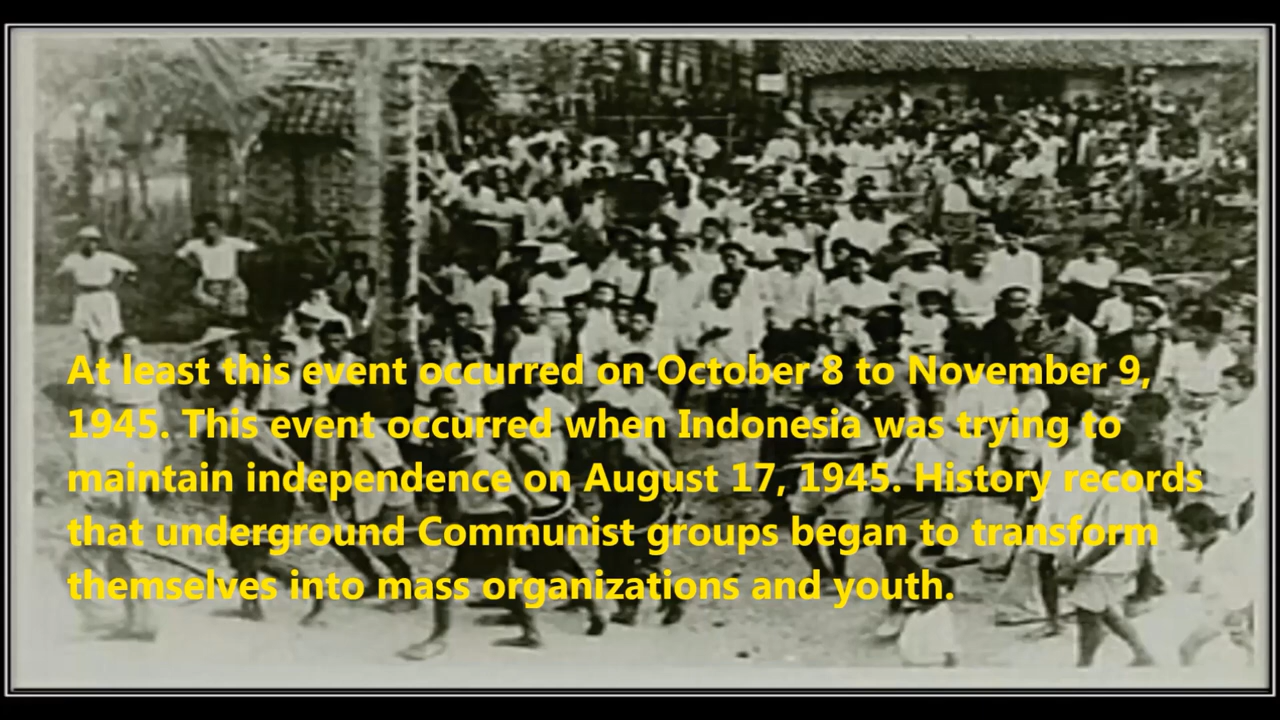 At least this event occurred on October 8 to November 9,
1945. This event occurred when Indonesia was trying to
maintain independence on August 17, 1945. History records
that underground Communist groups began to transform
themselves into mass organizations and youth.